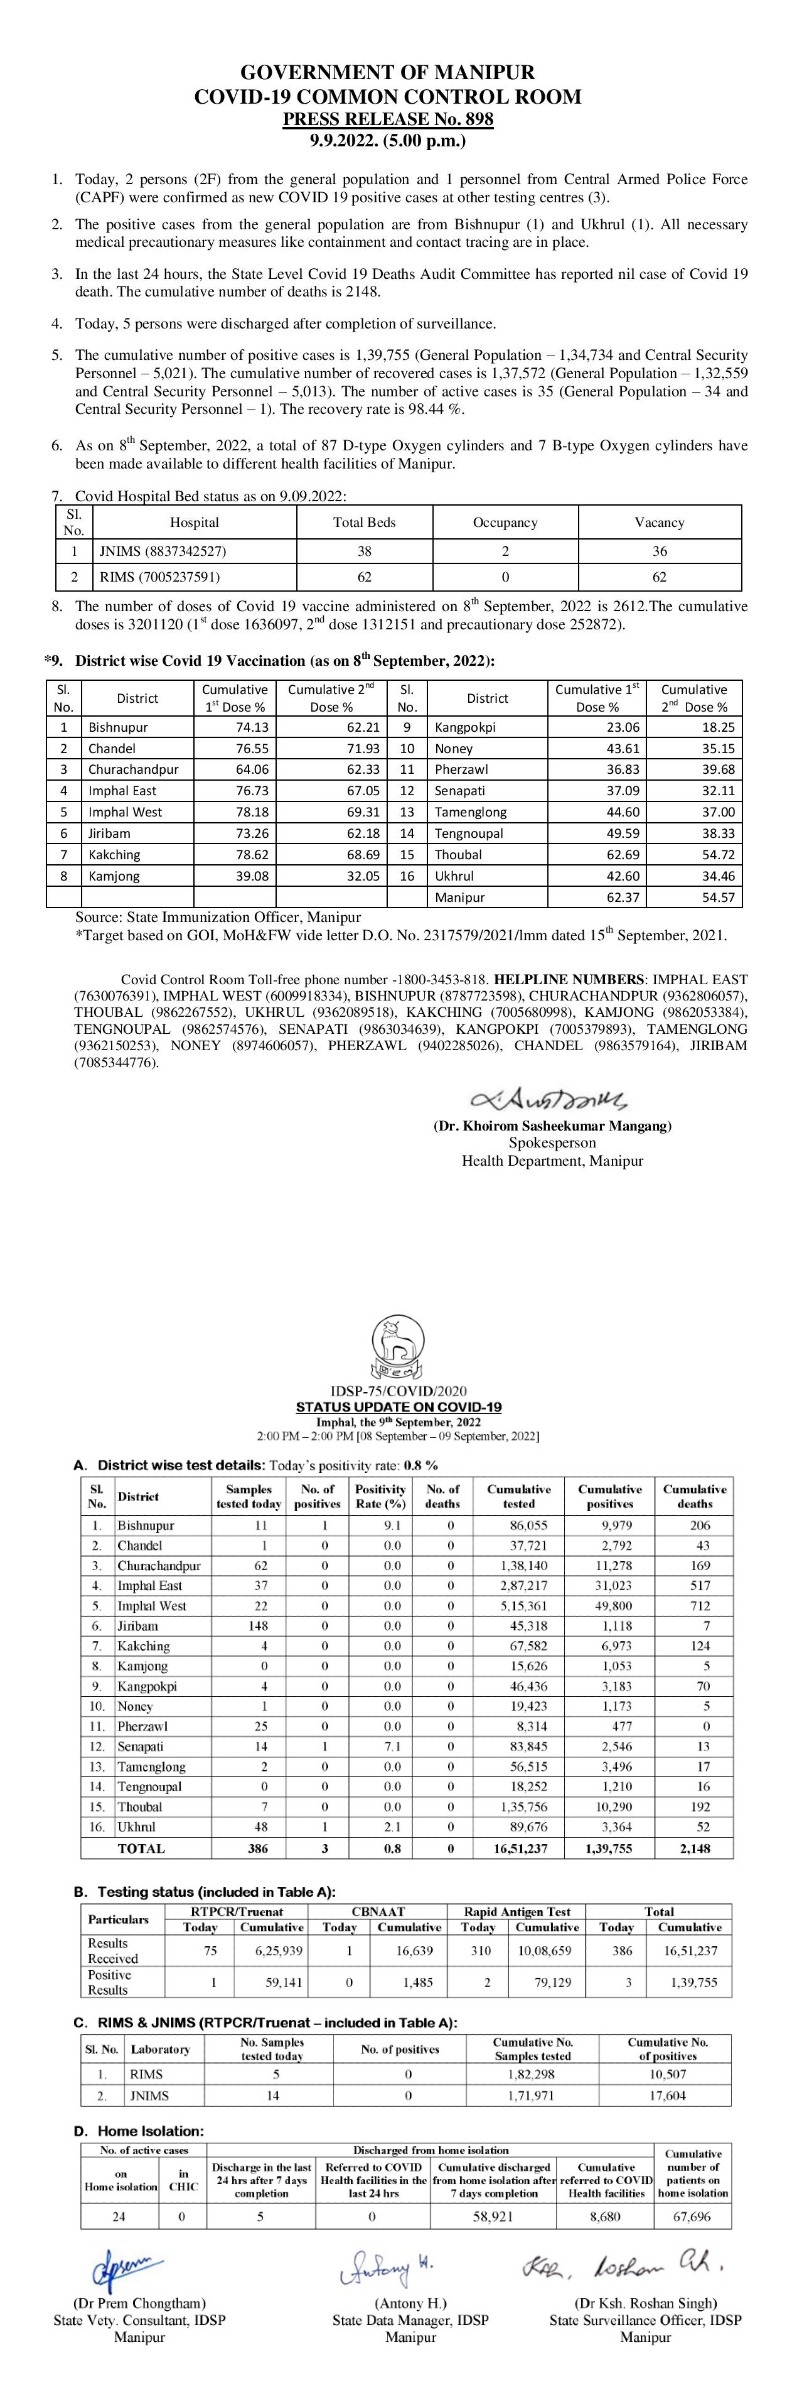 GOVERNMENT OF MANIPUR
COVID-19 COMMON CONTROL ROOM
PRESS RELEASE No. 898
9.9.2022. (5.00 p.m.)
1. Today, 2 persons (2F) from the general population and 1 personnel from Central Armed Police Force
(CAPF) were confirmed as new COVID 19 positive cases at other testing centres (3).
2. The positive cases from the general population are from Bishnupur (1) and Ukhrul (1). All necessary
medical precautionary measures like containment and contact tracing are in place.
3. In the last 24 hours, the State Level Covid 19 Deaths Audit Committee has reported nil case of Covid 19
death. The cumulative number of deaths is 2148.
4. Today, 5 persons were discharged after completion of surveillance.
5. The cumulative number of positive cases is 1,39,755 (General Population – 1,34,734 and Central Security
Personnel – 5,021). The cumulative number of recovered cases is 1,37,572 (General Population – 1,32,559
and Central Security Personnel – 5,013). The number of active cases is 35 (General Population – 34 and
Central Security Personnel – 1). The recovery rate is 98.44 %.
6. As on 8th September, 2022, a total of 87 D-type Oxygen cylinders and 7 B-type Oxygen cylinders have
been made available to different health facilities of Manipur.
7. Covid Hospital Bed status as on 9.09.2022:
Sl. No. Hospital Total Beds Occupancy Vacancy
1 JNIMS (8837342527) 38 2 36
2 RIMS (7005237591) 62 0 62
8. The number of doses of Covid 19 vaccine administered on 8th September, 2022 is 2612.The cumulative
doses is 3201120 (1st dose 1636097, 2nd dose 1312151 and precautionary dose 252872).
*9. District wise Covid 19 Vaccination (as on 8th September, 2022):
Sl. No. District Cumulative 1st Dose % Cumulative 2nd Dose % Sl. No. District Cumulative 1st Dose % Cumulative 2nd Dose %
1 Bishnupur 74.13 62.21 9 Kangpokpi 23.06 18.25
2 Chandel 76.55 71.93 10 Noney 43.61 35.15
3 Churachandpur 64.06 62.33 11 Pherzawl 36.83 39.68
4 Imphal East 76.73 67.05 12 Senapati 37.09 32.11
5 Imphal West 78.18 69.31 13 Tamenglong 44.60 37.00
6 Jiribam 73.26 62.18 14 Tengnoupal 49.59 38.33
7 Kakching 78.62 68.69 15 Thoubal 62.69 54.72
8 Kamjong 39.08 32.05 16 Ukhrul 42.60 34.46
Manipur 62.37 54.57
Source: State Immunization Officer, Manipur
*Target based on GOI, MoH&FW vide letter D.O. No. 2317579/2021/Imm dated 15th September, 2021.
Covid Control Room Toll-free phone number -1800-3453-818. HELPLINE NUMBERS: IMPHAL EAST
(7630076391), IMPHAL WEST (6009918334), BISHNUPUR (8787723598), CHURACHANDPUR (9362806057),
THOUBAL (9862267552), UKHRUL (9362089518), KAKCHING (7005680998), KAMJONG (9862053384),
TENGNOUPAL (9862574576), SENAPATI (9863034639), KANGPOKPI (7005379893), TAMENGLONG
(9362150253), NONEY (8974606057), PHERZAWL (9402285026), CHANDEL (9863579164), JIRIBAM
(7085344776).
(Dr. Khoirom Sasheekumar Mangang)
Spokesperson
Health Department, Manipur
IDSP-75/COVID/2020
STATUS UPDATE ON COVID-19
Imphal, the 9th September, 2022
2:00 PM – 2:00 PM [08 September – 09 September, 2022]
A. District wise test details: Today's positivity rate: 0.8 %
Sl. No. District Samples tested today No. of positives Positivity Rate (%) No. of deaths Cumulative tested Cumulative positives Cumulative deaths
1. Bishnupur 11 1 9.1 0 86,055 9,979 206
2. Chandel 1 0 0.0 0 37,721 2,792 43
3. Churachandpur 62 0 0.0 0 1,38,140 11,278 169
4. Imphal East 37 0 0.0 0 2,87,217 31,023 517
5. Imphal West 22 0 0.0 0 5,15,361 49,800 712
6. Jiribam 148 0 0.0 0 45,318 1,118 7
7. Kakching 4 0 0.0 0 67,582 6,973 124
8. Kamjong 0 0 0.0 0 15,626 1,053 5
9. Kangpokpi 4 0 0.0 0 46,436 3,183 70
10. Noney 1 0 0.0 0 19,423 1,173 5
11. Pherzawl 25 0 0.0 0 8,314 477 0
12. Senapati 14 1 7.1 0 83,845 2,546 13
13. Tamenglong 2 0 0.0 0 56,515 3,496 17
14. Tengnoupal 0 0 0.0 0 18,252 1,210 16
15. Thoubal 7 0 0.0 0 1,35,756 10,290 192
16. Ukhrul 48 1 2.1 0 89,676 3,364 52
TOTAL 386 3 0.8 0 16,51,237 1,39,755 2,148
B. Testing status (included in Table A):
Particulars RTPCR/Truenat CBNAAT Rapid Antigen Test Total
Today Cumulative Today Cumulative Today Cumulative Today Cumulative
Results Received 75 6,25,939 1 16,639 310 10,08,659 386 16,51,237
Positive Results 1 59,141 0 1,485 2 79,129 3 1,39,755
C. RIMS & JNIMS (RTPCR/Truenat – included in Table A):
Sl. No. Laboratory No. Samples tested today No. of positives Cumulative No. Samples tested Cumulative No. of positives
1. RIMS 5 0 1,82,298 10,507
2. JNIMS 14 0 1,71,971 17,604
D. Home Isolation:
No. of active cases Discharged from home isolation Cumulative number of patients on home isolation
on Home isolation in CHIC Discharge in the last 24 hrs after 7 days completion Referred to COVID Health facilities in the last 24 hrs Cumulative discharged from home isolation after 7 days completion Cumulative referred to COVID Health facilities
24 0 5 0 58,921 8,680 67,696
Antony H.
Ksh. Roshan Sh.
(Dr Prem Chongtham) (Antony H.) (Dr Ksh. Roshan Singh)
State Vety. Consultant, IDSP State Data Manager, IDSP State Surveillance Officer, IDSP
Manipur Manipur Manipur